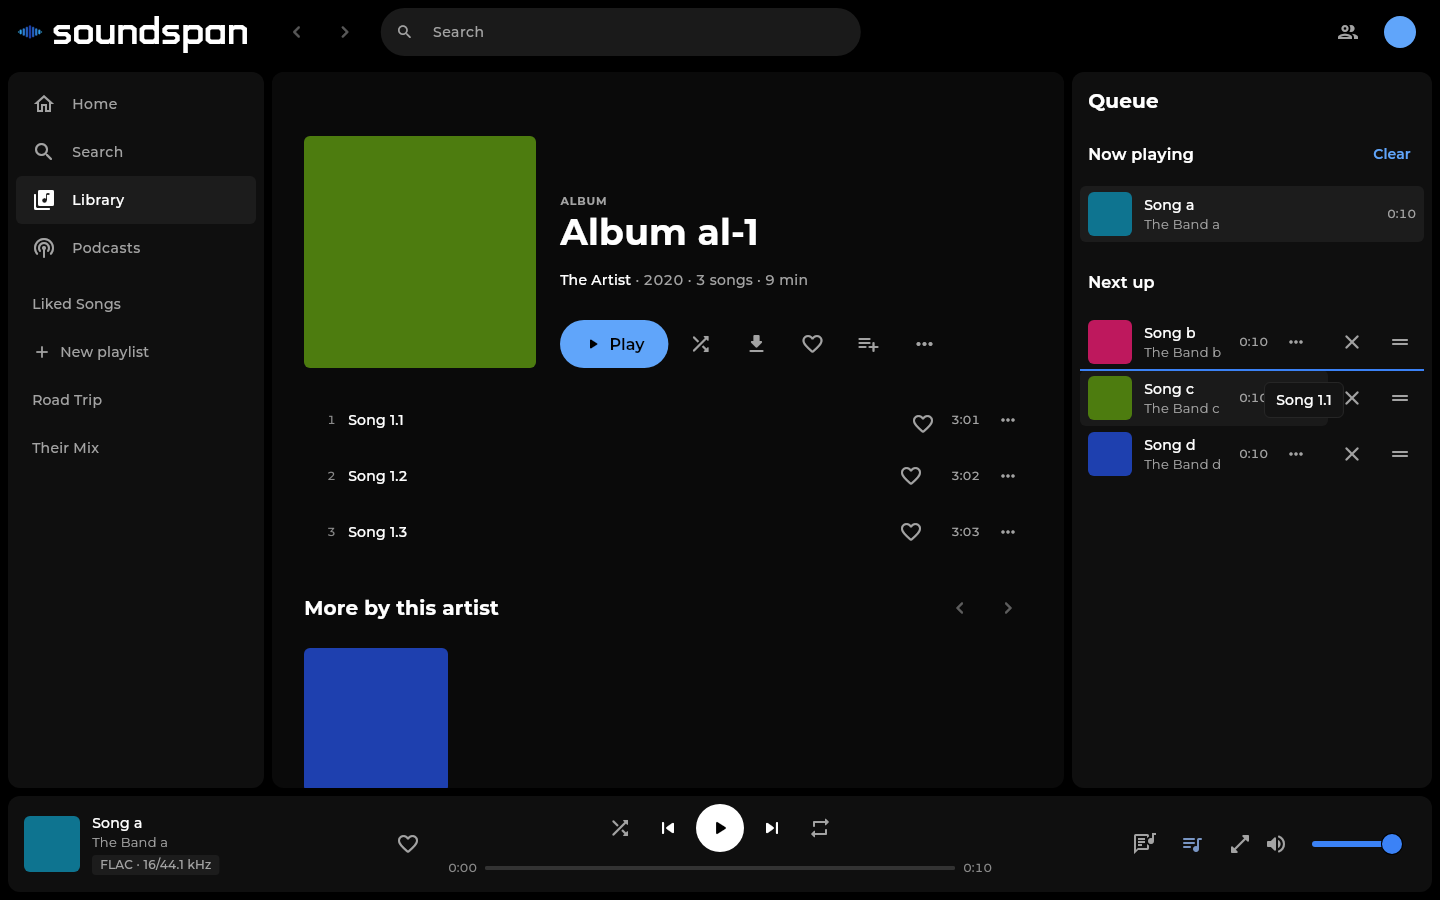 soundspan
Search
Home
Search
Library
Podcasts
Liked Songs
New playlist
Road Trip
Their Mix
ALBUM
Album al-1
The Artist · 2020 · 3 songs · 9 min
Play
1 Song 1.1 3:01
2 Song 1.2 3:02
3 Song 1.3 3:03
More by this artist
Queue
Now playing Clear
Song a
The Band a
0:10
Next up
Song b
The Band b
0:10
Song c
The Band c
0:10
Song 1.1
Song d
The Band d
0:10
Song a
The Band a
FLAC · 16/44.1 kHz
0:00
0:10